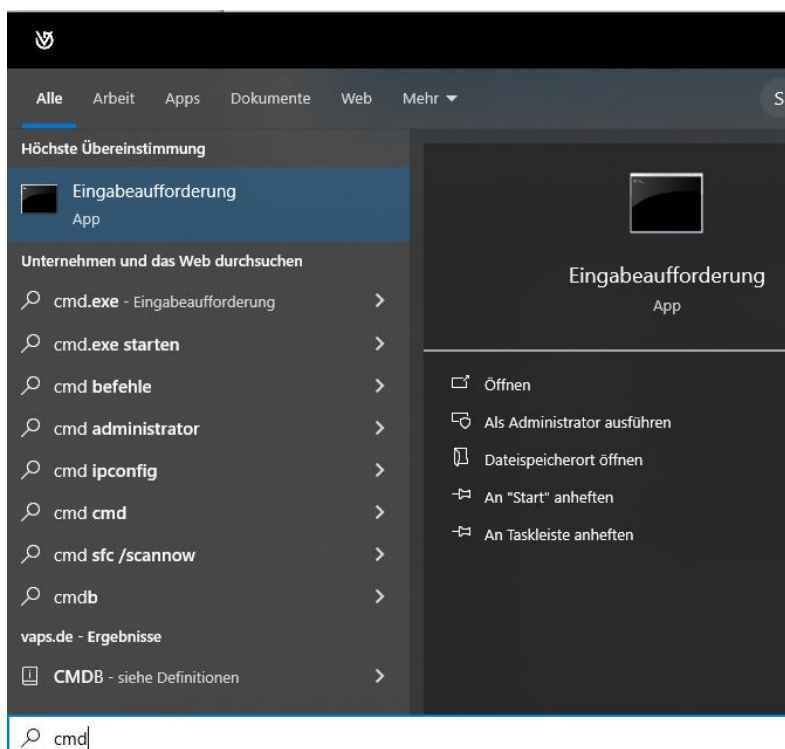 Alle Arbeit Apps Dokumente Web Mehr S
Höchste Übereinstimmung
Eingabeaufforderung
App
Unternehmen und das Web durchsuchen
cmd.exe - Eingabeaufforderung
cmd.exe starten
cmd befehle
cmd administrator
cmd ipconfig
cmd cmd
cmd sfc /scannow
cmdb
vaps.de - Ergebnisse
CMDB - siehe Definitionen
cmd
Eingabeaufforderung
App
Öffnen
Als Administrator ausführen
Dateispeicherort öffnen
An "Start" anheften
An Taskleiste anheften